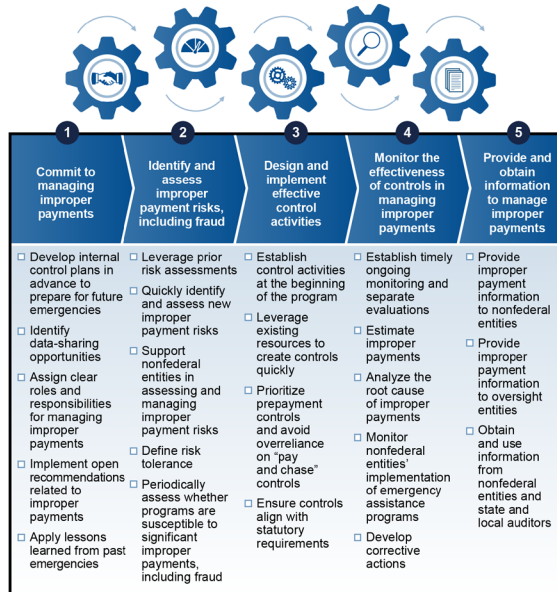 1
Commit to
managing
improper
payments
Develop internal
control plans in
advance to
prepare for future
emergencies
Identify
data-sharing
opportunities
Assign clear
roles and
responsibilities
for managing
improper
payments
Implement open
recommendations
related to
improper
payments
Apply lessons
learned from past
emergencies
2
Identify and
assess
improper
payment risks,
including fraud
Leverage prior
risk assessments
Quickly identify
and assess new
improper
payment risks
Support
nonfederal
entities in
assessing and
managing
improper
payment risks
Define risk
tolerance
Periodically
assess whether
programs are
susceptible to
significant
improper
payments,
including fraud
3
Design and
implement
effective
control
activities
Establish
control activities
at the beginning
of the program
Leverage
existing
resources to
create controls
quickly
Prioritize
prepayment
controls
and avoid
overreliance
on “pay
and chase”
controls
Ensure controls
align with
statutory
requirements
4
Monitor the
effectiveness
of controls in
managing
improper
payments
Establish timely
ongoing
monitoring and
separate
evaluations
Estimate
improper
payments
Analyze the
root cause
of improper
payments
Monitor
nonfederal
entities’
implementation
of emergency
assistance
programs
Develop
corrective
actions
5
Provide and
obtain
information
to manage
improper
payments
Provide
improper
payment
information to
nonfederal
entities
Provide
improper
payment
information
to oversight
entities
Obtain
and use
information
from
nonfederal
entities and
state and
local auditors